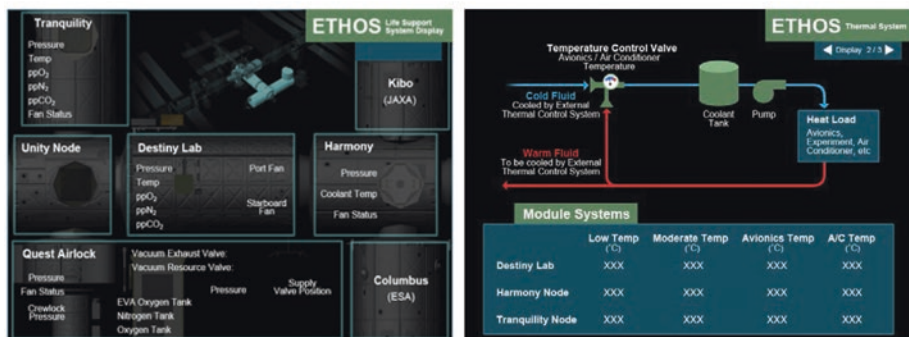 ETHOS
Life Support
System Display
Tranquility
Pressure
Temp
ppO₂
ppN₂
ppCO₂
Fan Status
Kibo
(JAXA)
Unity Node
Destiny Lab
Pressure
Port Fan
Temp
ppO₂
ppN₂
Starboard
Fan
ppCO₂
Harmony
Pressure
Coolant Temp
Fan Status
Quest Airlock
Vacuum Exhaust Valve:
Vacuum Resource Valve:
Pressure
Fan Status
Crewlock
Pressure
Pressure
Supply
Valve Position
EVA Oxygen Tank
Nitrogen Tank
Oxygen Tank
Columbus
(ESA)
ETHOS
Thermal System
Display 2 / 3
Temperature Control Valve
Avionics / Air Conditioner
Temperature
Cold Fluid
Cooled by External
Thermal Control System
Coolant
Tank
Pump
Heat Load
Avionics,
Experiment, Air
Conditioner, etc
Warm Fluid
To be cooled by External
Thermal Control System
Module Systems
Low Temp Moderate Temp Avionics Temp A/C Temp
(°C) (°C) (°C) (°C)
Destiny Lab XXX XXX XXX XXX
Harmony Node XXX XXX XXX XXX
Tranquility Node XXX XXX XXX XXX